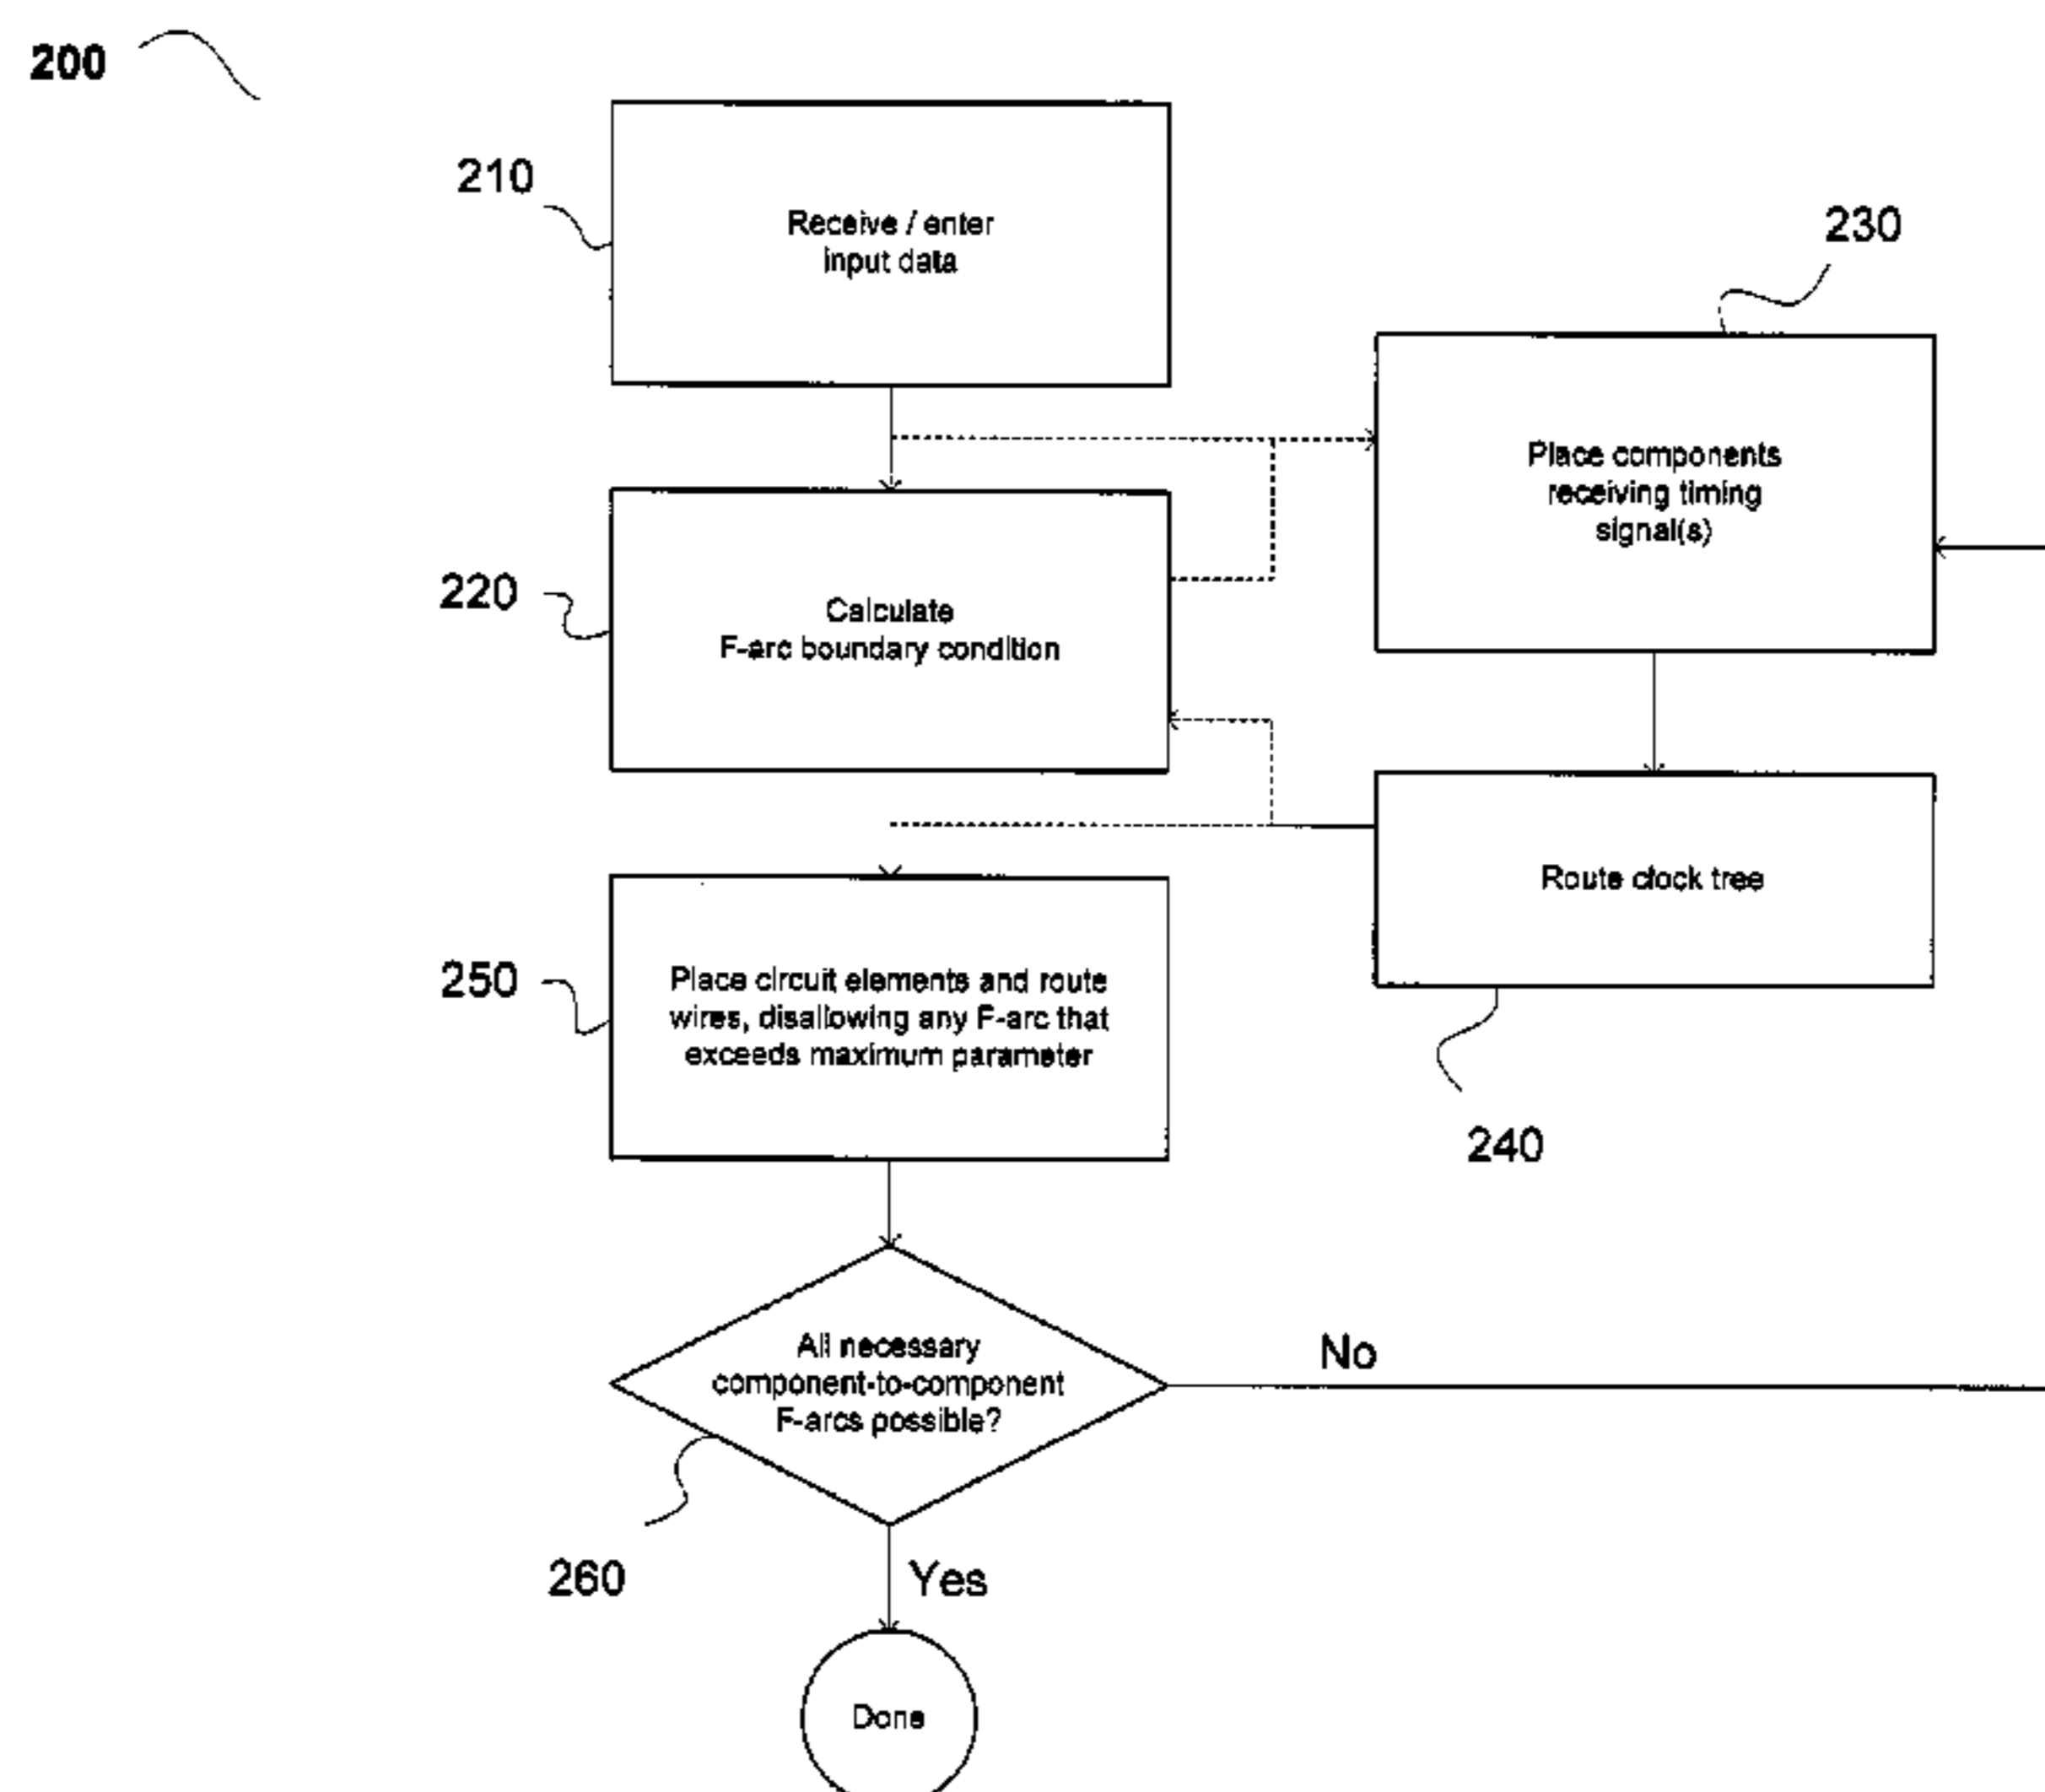 200
210
Receive / enter
input data
230
Place components
receiving timing
signal(s)
220
Calculate
F-arc boundary condition
Route clock tree
250
Place circuit elements and route
wires, disallowing any F-arc that
exceeds maximum parameter
240
All necessary
component-to-component
F-arcs possible?
No
260
Yes
Done